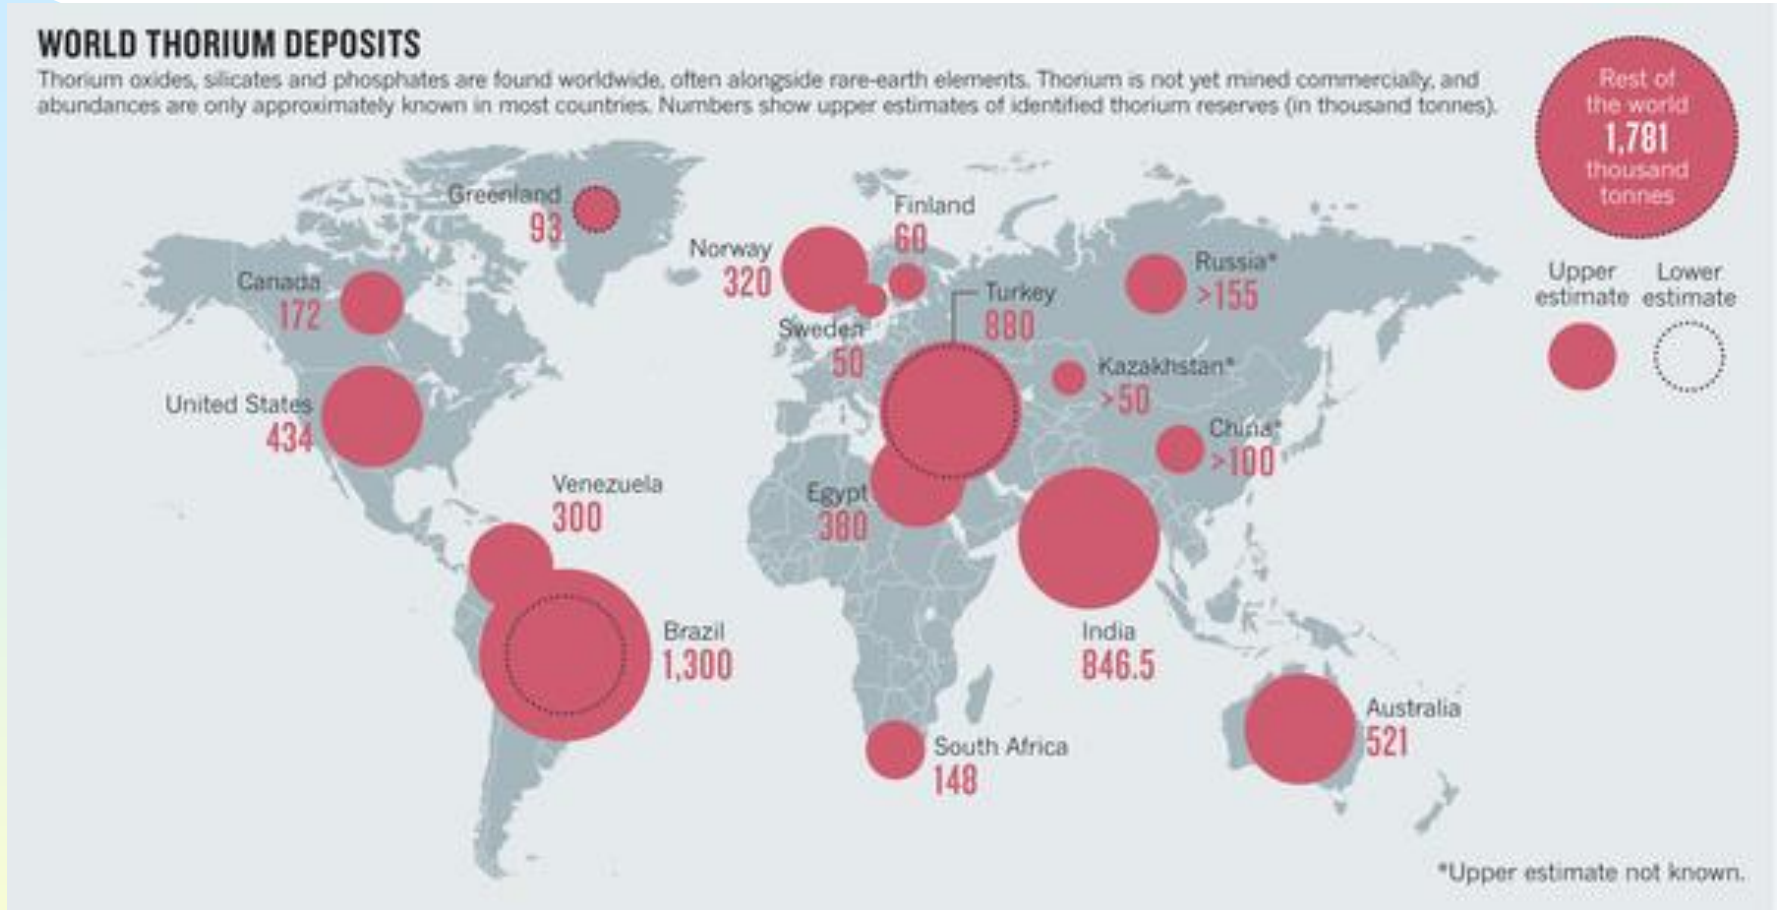 WORLD THORIUM DEPOSITS
Thorium oxides, silicates and phosphates are found worldwide, often alongside rare-earth elements. Thorium is not yet mined commercially, and
abundances are only approximately known in most countries. Numbers show upper estimates of identified thorium reserves (in thousand tonnes).
Rest of
the world
1,781
thousand
tonnes
Upper
estimate
Lower
estimate
Greenland
93
Canada
172
United States
434
Venezuela
300
Brazil
1,300
Norway
320
Finland
60
Sweden
50
Turkey
880
Russia*
>155
Kazakhstan*
>50
China*
>100
Egypt
380
India
846.5
South Africa
148
Australia
521
*Upper estimate not known.